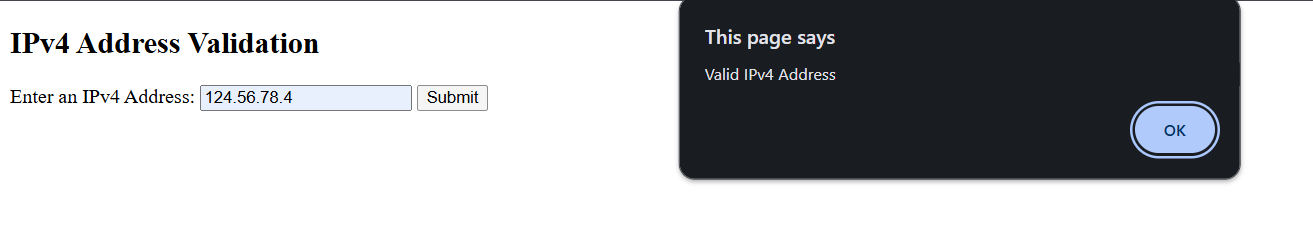 IPv4 Address Validation
Enter an IPv4 Address: 124.56.78.4 Submit
This page says
Valid IPv4 Address
OK